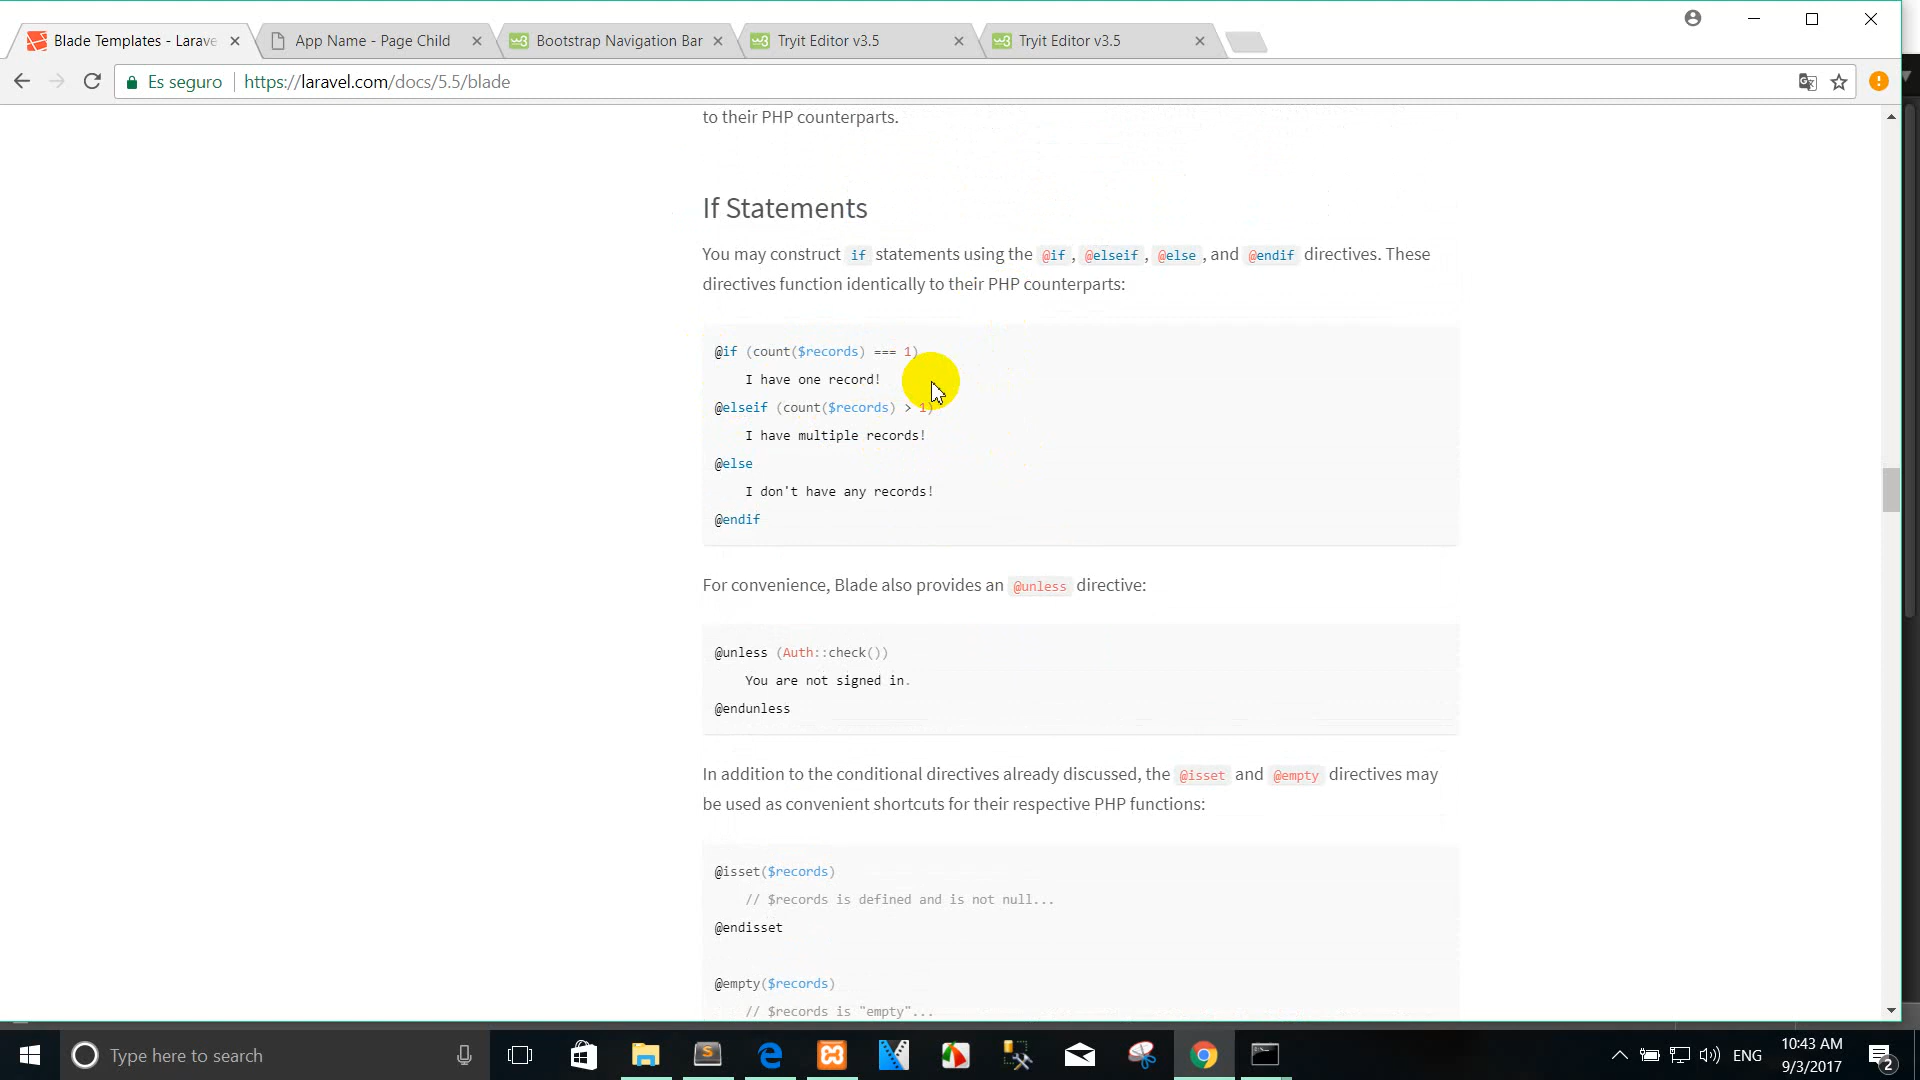 Blade Templates - Larave
App Name - Page Child
Bootstrap Navigation Bar
Tryit Editor v3.5
Tryit Editor v3.5
Es seguro
https://laravel.com/docs/5.5/blade
to their PHP counterparts.
If Statements
You may construct if statements using the @if, @elseif, @else, and @endif directives. These
directives function identically to their PHP counterparts:
@if (count($records) === 1)
I have one record!
@elseif (count($records) > 1)
I have multiple records!
@else
I don't have any records!
@endif
For convenience, Blade also provides an @unless directive:
@unless (Auth::check())
You are not signed in.
@endunless
In addition to the conditional directives already discussed, the @isset and @empty directives may
be used as convenient shortcuts for their respective PHP functions:
@isset($records)
// $records is defined and is not null...
@endisset
@empty($records)
// $records is "empty"...
Type here to search
ENG
10:43 AM
9/3/2017
2